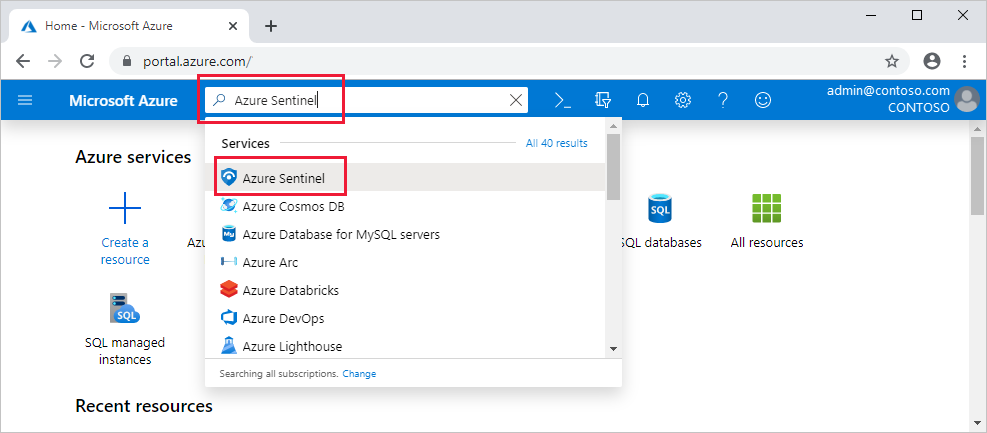 Home - Microsoft Azure
portal.azure.com/
Microsoft Azure
Azure Sentinel
admin@contoso.com
CONTOSO
Services
All 40 results
Azure services
Azure Sentinel
Azure Cosmos DB
Azure Database for MySQL servers
Azure Arc
Azure Databricks
Azure DevOps
Azure Lighthouse
Searching all subscriptions. Change
Create a
resource
Azu
SQL
SQL databases
All resources
SQL
SQL managed
instances
Recent resources